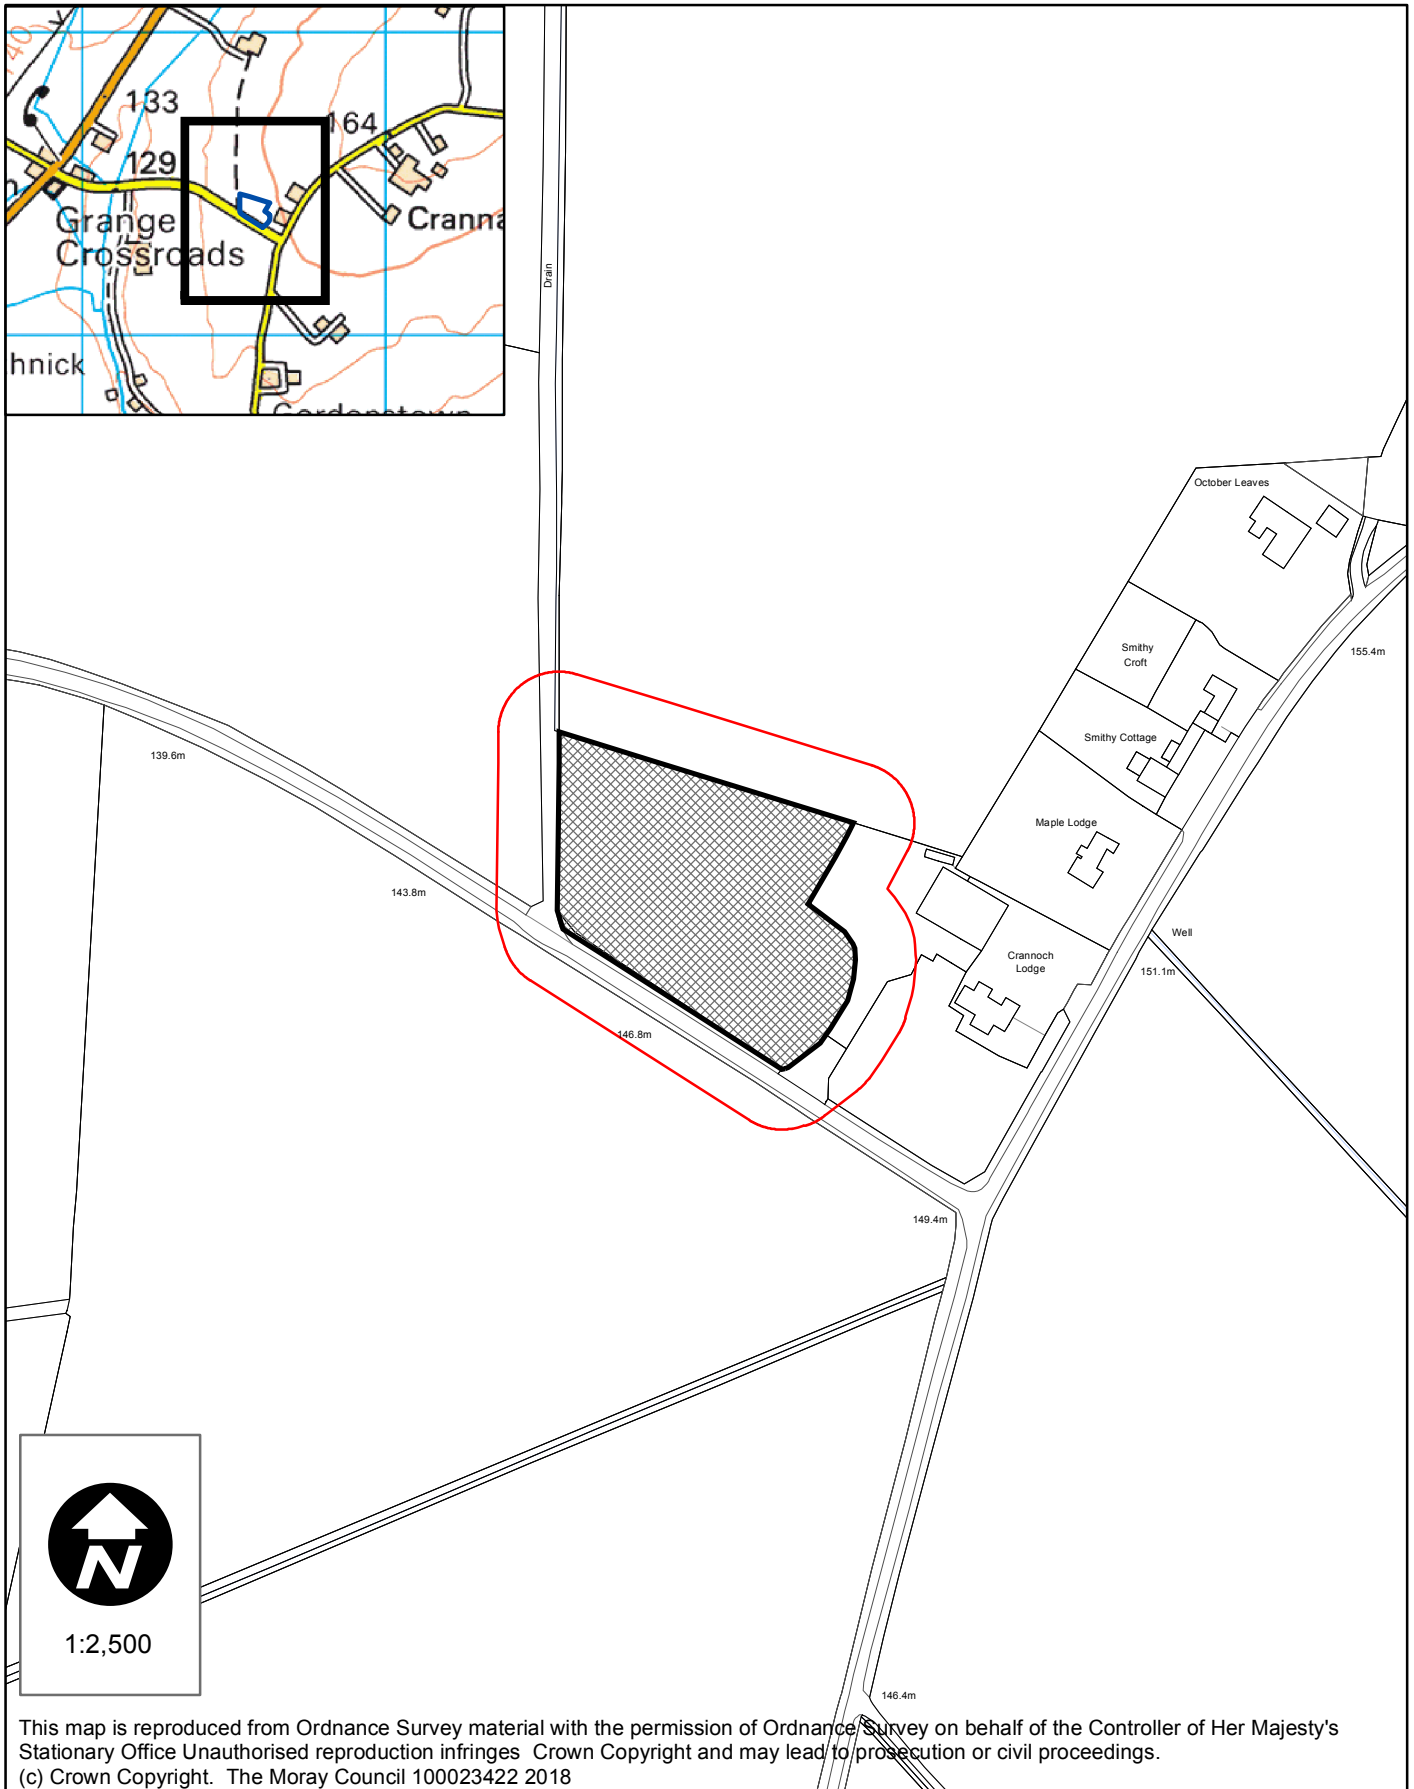 133
164
129
Grange
Crossroads
Cranna
hnick
Drain
October Leaves
Smithy
Croft
155.4m
Smithy Cottage
139.6m
Maple Lodge
143.8m
Well
Crannoch
Lodge
151.1m
146.8m
149.4m
N
1:2,500
146.4m
This map is reproduced from Ordnance Survey material with the permission of Ordnance Survey on behalf of the Controller of Her Majesty's
Stationary Office Unauthorised reproduction infringes Crown Copyright and may lead to prosecution or civil proceedings.
(c) Crown Copyright. The Moray Council 100023422 2018